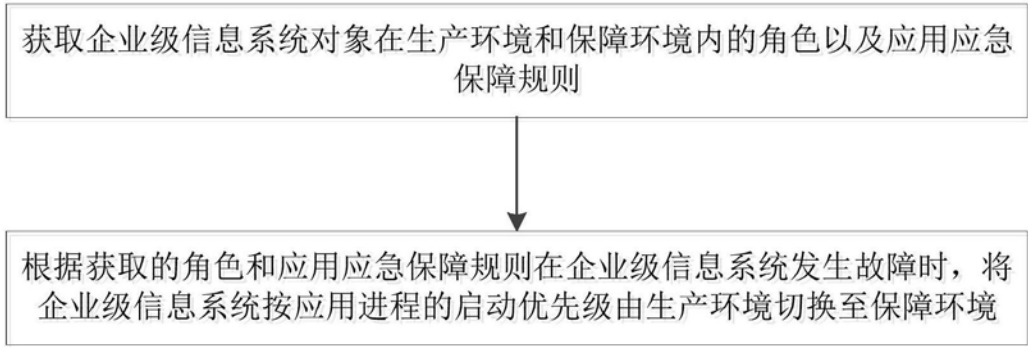 获取企业级信息系统对象在生产环境和保障环境内的角色以及应用应急
保障规则
根据获取的角色和应用应急保障规则在企业级信息系统发生故障时，将
企业级信息系统按应用进程的启动优先级由生产环境切换至保障环境